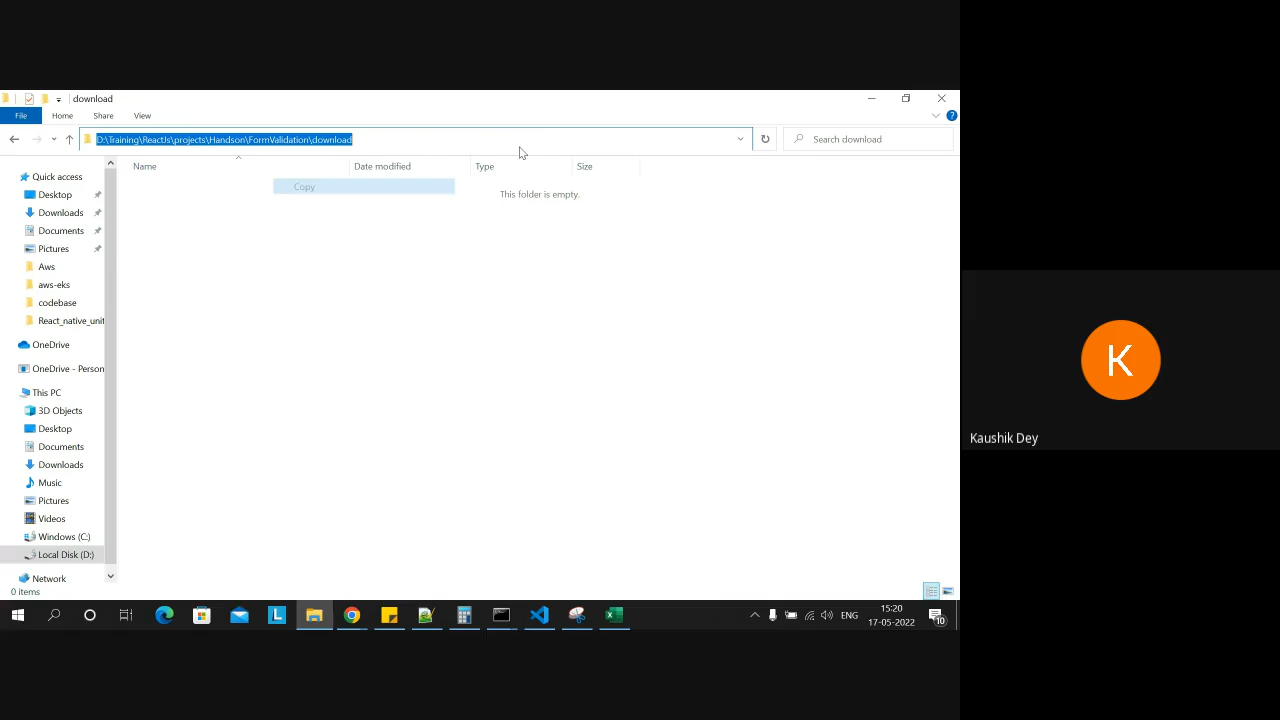 download
File
Home
Share
View
D:\Training\ReactJs\projects\Handson\FormValidation\download
Search download
Name
Date modified
Type
Size
Copy
This folder is empty.
Quick access
Desktop
Downloads
Documents
Pictures
Aws
aws-eks
codebase
React_native_unit
OneDrive
OneDrive - Person
This PC
3D Objects
Desktop
Documents
Downloads
Music
Pictures
Videos
Windows (C:)
Local Disk (D:)
Network
0 items
L
ENG
15:20
17-05-2022
10
K
Kaushik Dey